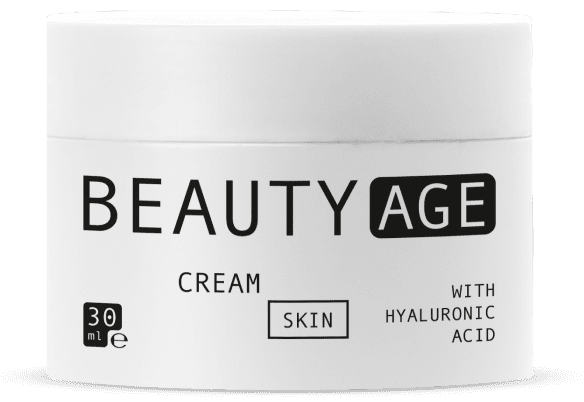 BEAUTY AGE
CREAM
SKIN
WITH
HYALURONIC
ACID
30
ml e